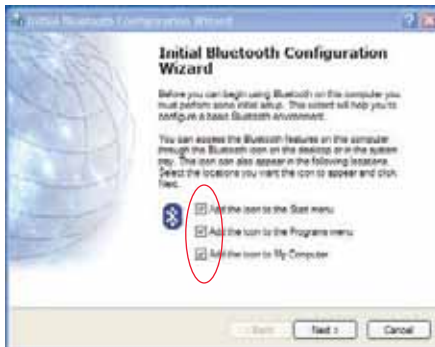 Initial Bluetooth Configuration Wizard
Initial Bluetooth Configuration
Wizard
Before you can begin using Bluetooth on this computer you
must perform some initial setup. This wizard will help you to
configure a basic Bluetooth environment.
You can access the Bluetooth features on this computer
through the Bluetooth icon on the desktop or in the system
tray. This icon can also appear in the following locations.
Select the locations you want the icon to appear and click
Next.
Add the icon to the Start menu
Add the icon to the Programs menu
Add the icon to My Computer
< Back
Next >
Cancel